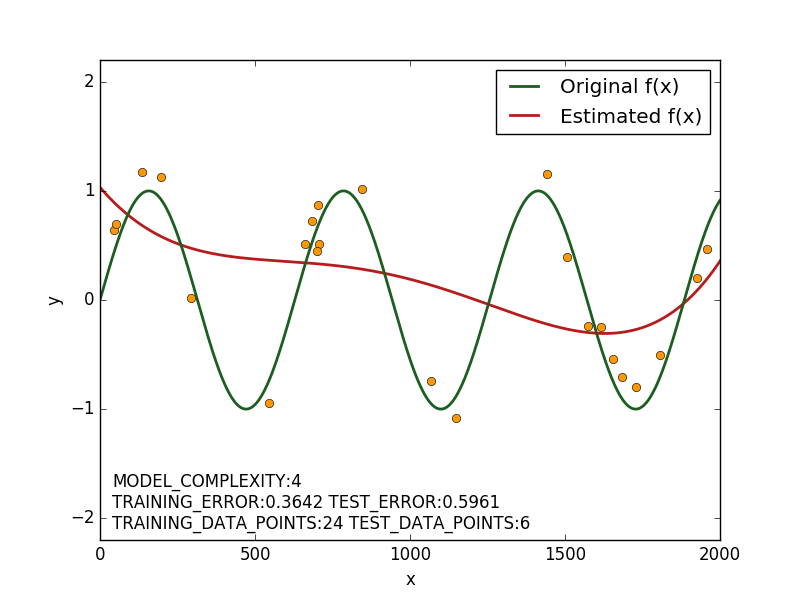 2
Original f(x)
Estimated f(x)
1
0
y
−1
MODEL_COMPLEXITY:4
TRAINING_ERROR:0.3642 TEST_ERROR:0.5961
−2
TRAINING_DATA_POINTS:24 TEST_DATA_POINTS:6
0 500 1000 1500 2000
x